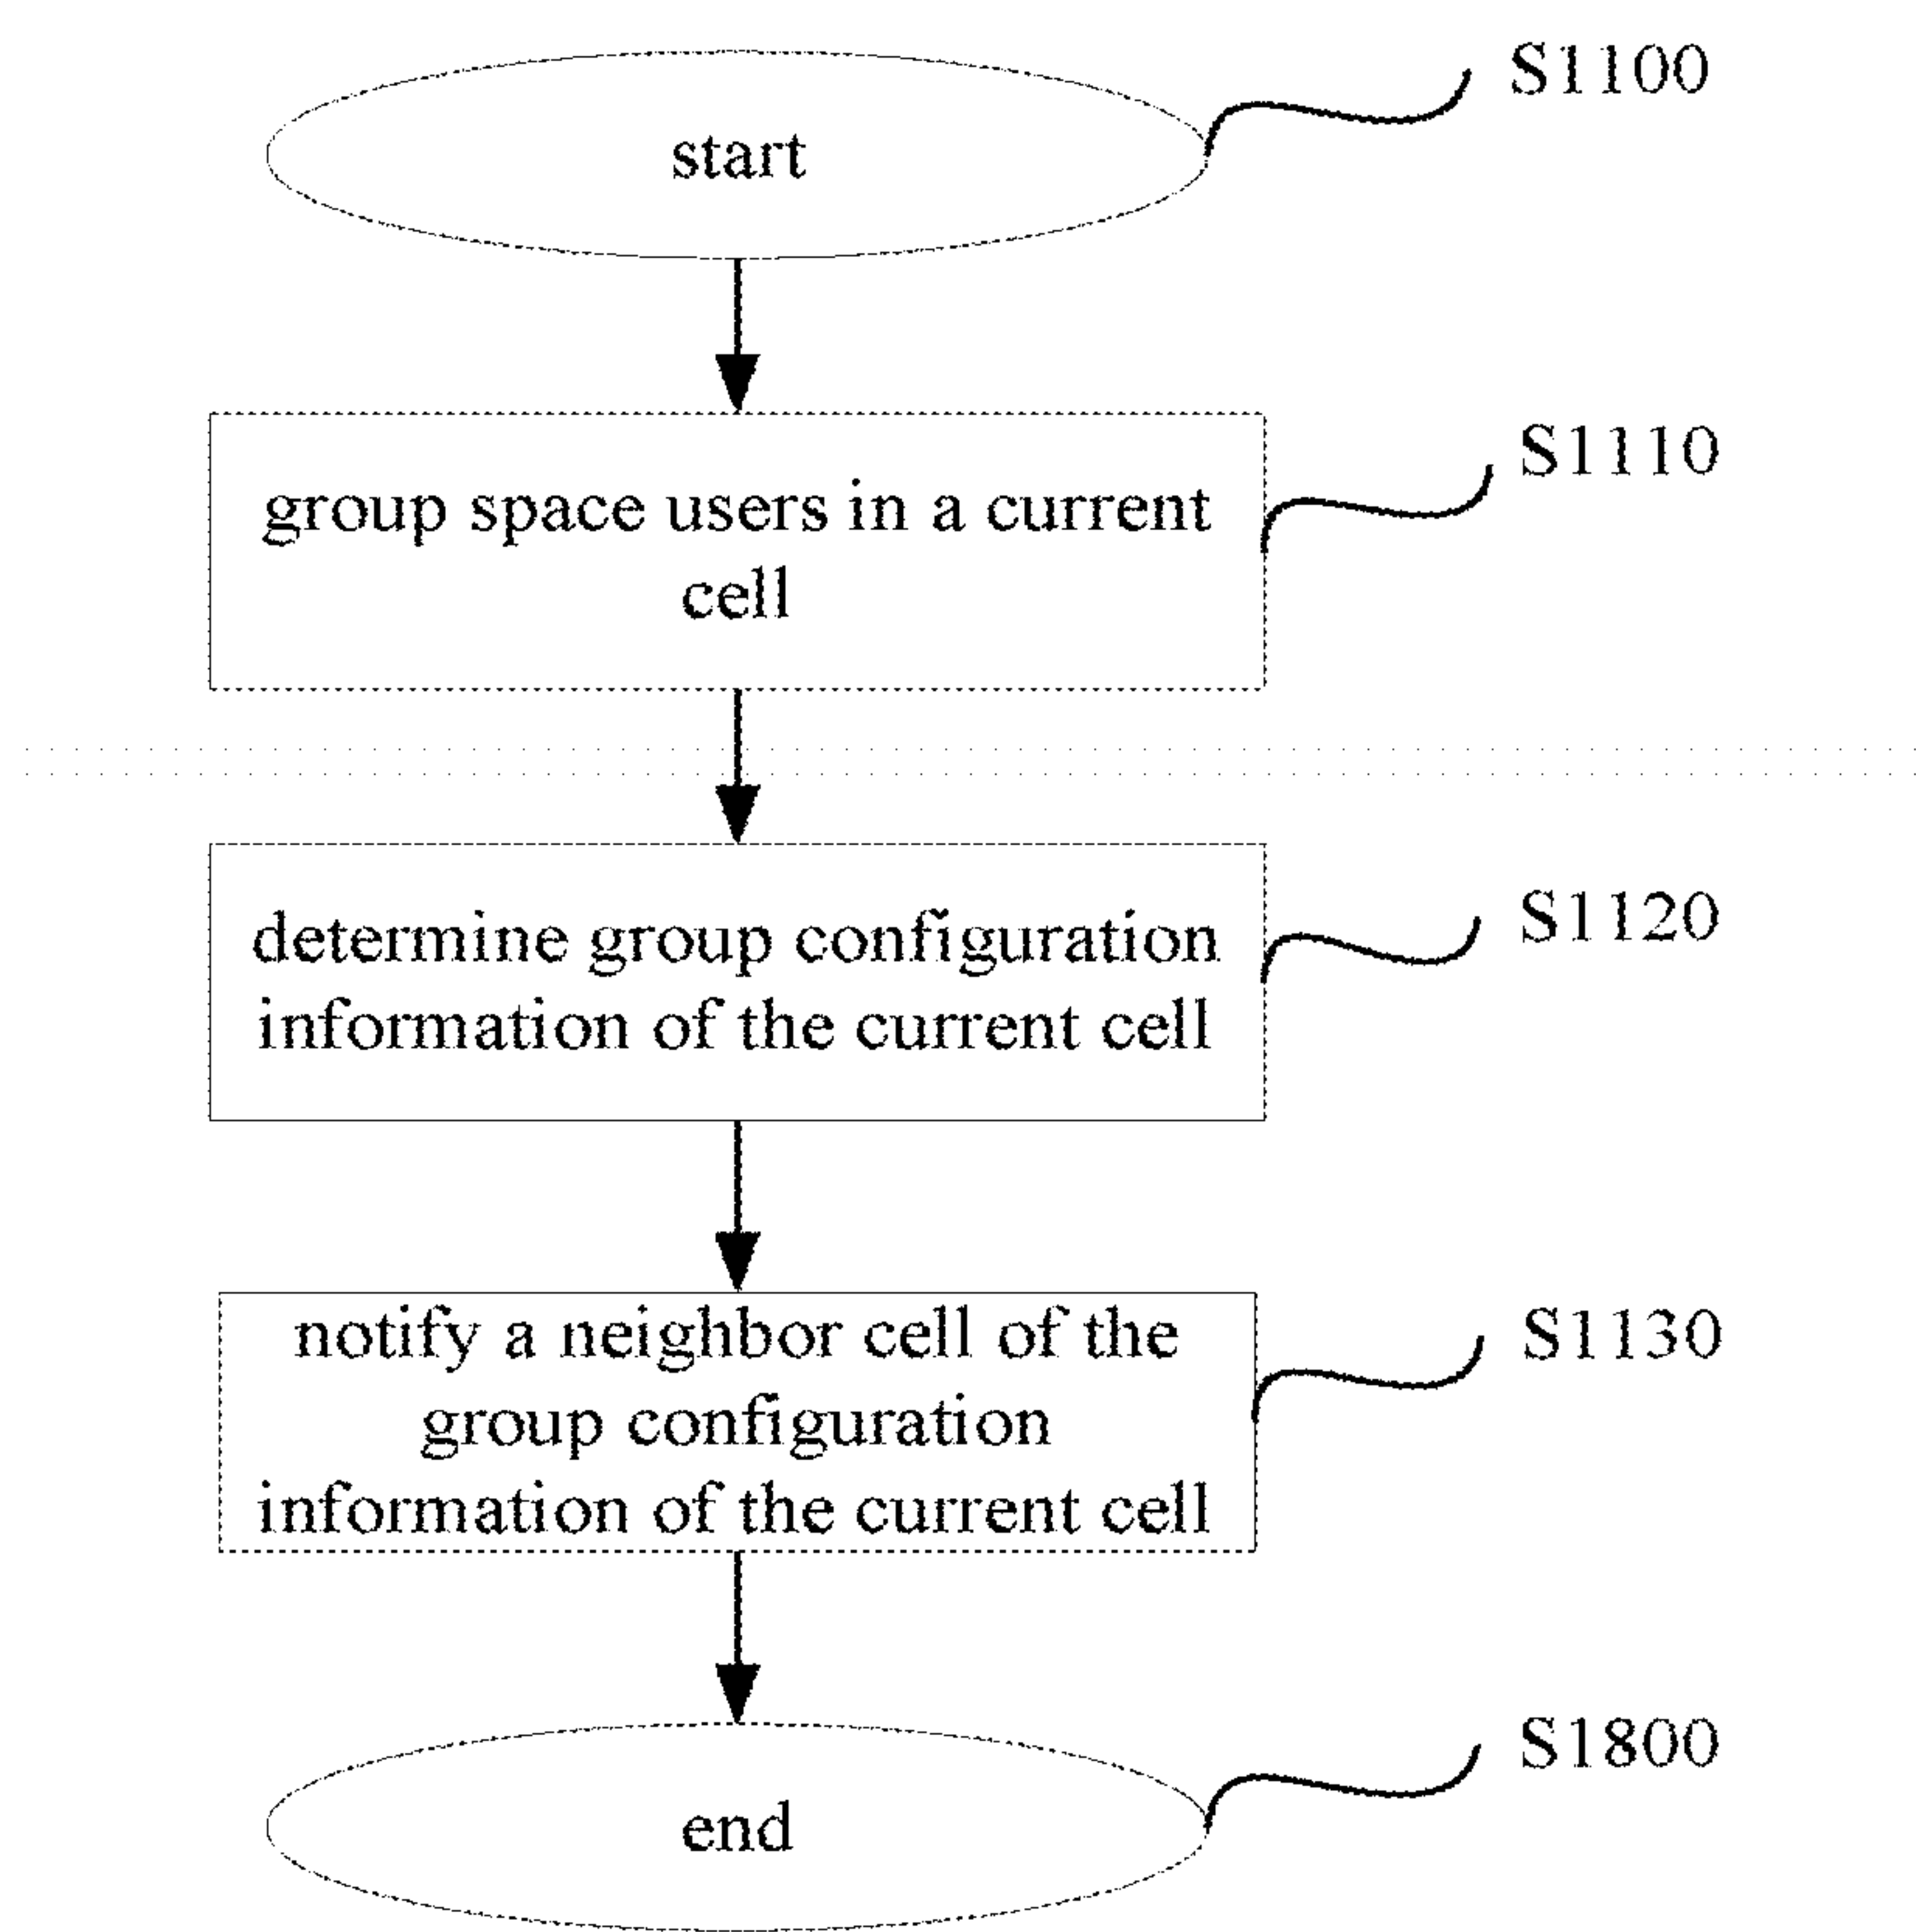 S1100
start
S1110
group space users in a current
cell
S1120
determine group configuration
information of the current cell
S1130
notify a neighbor cell of the
group configuration
information of the current cell
S1800
end